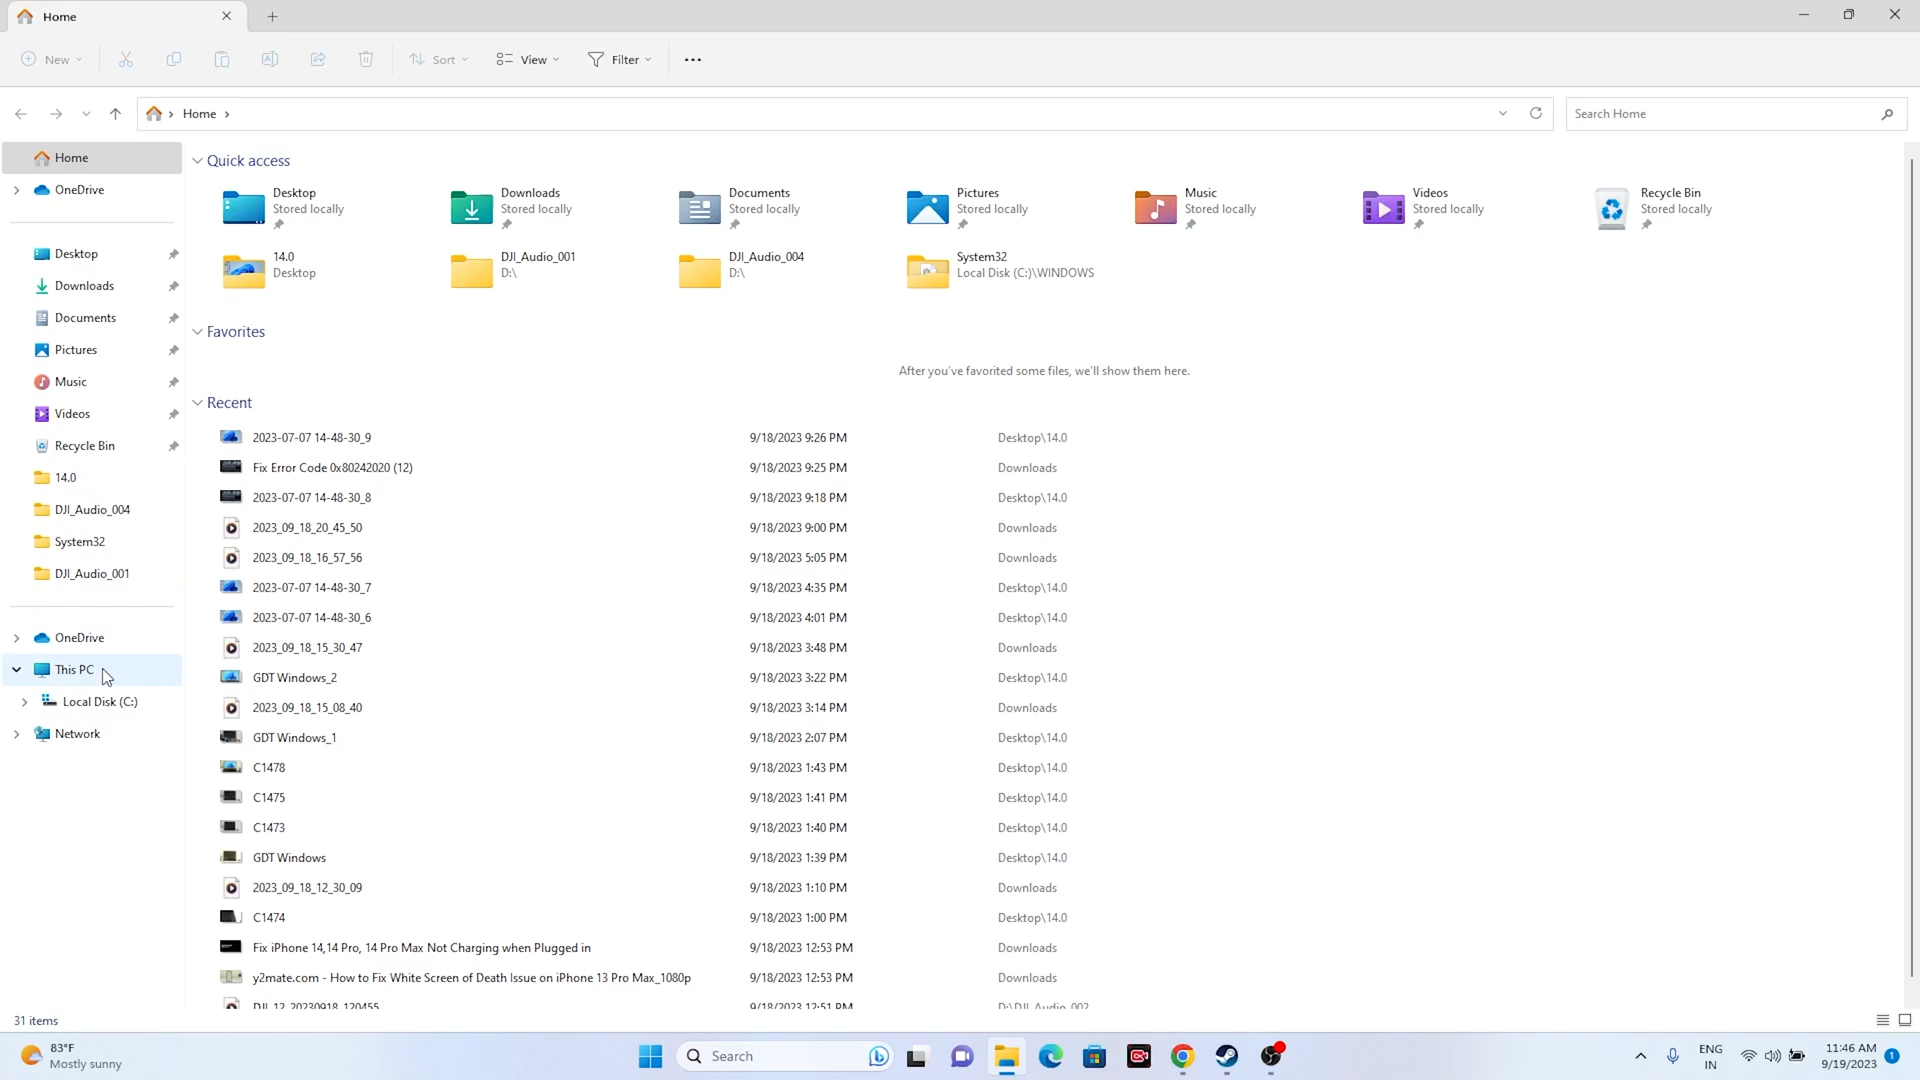 Home
New
Sort
View
Filter
Home
Search Home
Home
OneDrive
Desktop
Downloads
Documents
Pictures
Music
Videos
Recycle Bin
14.0
DJI_Audio_004
System32
DJI_Audio_001
OneDrive
This PC
Local Disk (C:)
Network
Quick access
Desktop
Stored locally
Downloads
Stored locally
Documents
Stored locally
Pictures
Stored locally
Music
Stored locally
Videos
Stored locally
Recycle Bin
Stored locally
14.0
Desktop
DJI_Audio_001
D:\
DJI_Audio_004
D:\
System32
Local Disk (C:)\WINDOWS
Favorites
After you've favorited some files, we'll show them here.
Recent
2023-07-07 14-48-30_9 9/18/2023 9:26 PM Desktop\14.0
Fix Error Code 0x80242020 (12) 9/18/2023 9:25 PM Downloads
2023-07-07 14-48-30_8 9/18/2023 9:18 PM Desktop\14.0
2023_09_18_20_45_50 9/18/2023 9:00 PM Downloads
2023_09_18_16_57_56 9/18/2023 5:05 PM Downloads
2023-07-07 14-48-30_7 9/18/2023 4:35 PM Desktop\14.0
2023-07-07 14-48-30_6 9/18/2023 4:01 PM Desktop\14.0
2023_09_18_15_30_47 9/18/2023 3:48 PM Downloads
GDT Windows_2 9/18/2023 3:22 PM Desktop\14.0
2023_09_18_15_08_40 9/18/2023 3:14 PM Downloads
GDT Windows_1 9/18/2023 2:07 PM Desktop\14.0
C1478 9/18/2023 1:43 PM Desktop\14.0
C1475 9/18/2023 1:41 PM Desktop\14.0
C1473 9/18/2023 1:40 PM Desktop\14.0
GDT Windows 9/18/2023 1:39 PM Desktop\14.0
2023_09_18_12_30_09 9/18/2023 1:10 PM Downloads
C1474 9/18/2023 1:00 PM Desktop\14.0
Fix iPhone 14,14 Pro, 14 Pro Max Not Charging when Plugged in 9/18/2023 12:53 PM Downloads
y2mate.com - How to Fix White Screen of Death Issue on iPhone 13 Pro Max_1080p 9/18/2023 12:53 PM Downloads
DJI_12_20230918_120455 9/18/2023 12:51 PM D:\DJI_Audio_002
31 items
83°F
Mostly sunny
Search
ENG
IN
11:46 AM
9/19/2023
1